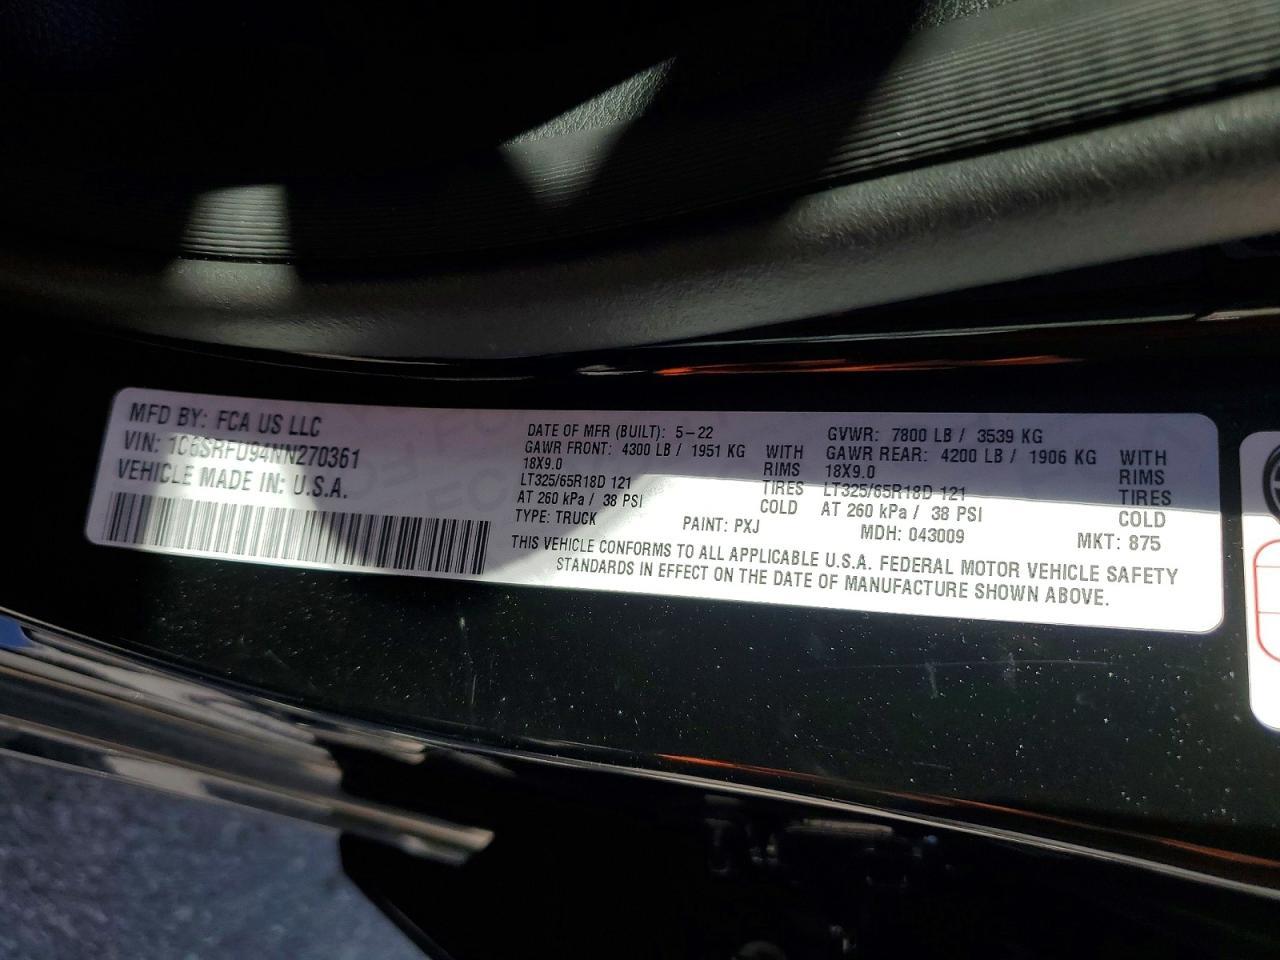 MFD BY: FCA US LLC
VIN: 1C6SRFU94NN270361
VEHICLE MADE IN: U.S.A.
DATE OF MFR (BUILT): 5-22
GAWR FRONT: 4300 LB / 1951 KG WITH
18X9.0 RIMS
LT325/65R18D 121 TIRES
AT 260 kPa / 38 PSI COLD
TYPE: TRUCK
PAINT: PXJ
GVWR: 7800 LB / 3539 KG
GAWR REAR: 4200 LB / 1906 KG WITH
18X9.0 RIMS
LT325/65R18D 121 TIRES
AT 260 kPa / 38 PSI COLD
MDH: 043009
MKT: 875
THIS VEHICLE CONFORMS TO ALL APPLICABLE U.S.A. FEDERAL MOTOR VEHICLE SAFETY
STANDARDS IN EFFECT ON THE DATE OF MANUFACTURE SHOWN ABOVE.